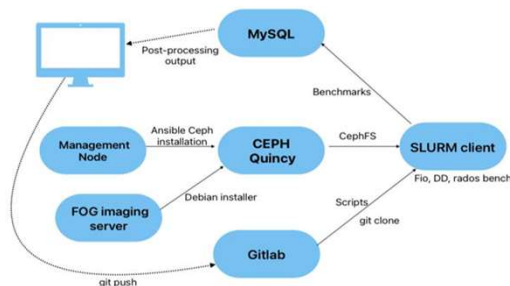 MySQL
Post-processing
output
Benchmarks
Management
Node
Ansible Ceph
installation
CEPH
Quincy
CephFS
SLURM client
Fio, DD, rados bench
FOG imaging
server
Debian installer
Scripts
git clone
Gitlab
git push